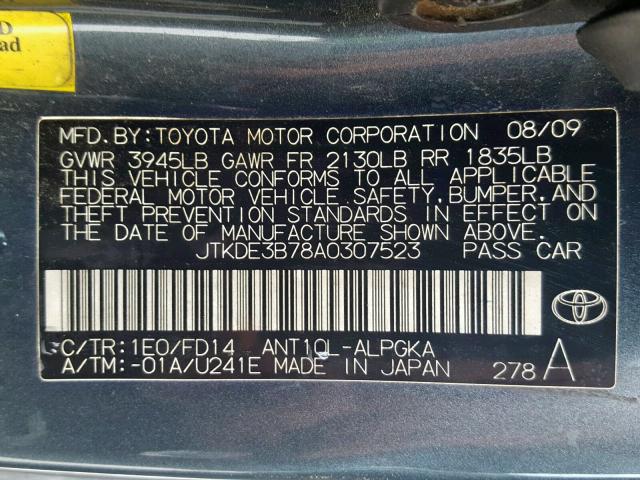 D
ad
MFD. BY: TOYOTA MOTOR CORPORATION 08/09
GVWR 3945LB GAWR FR 2130LB RR 1835LB
THIS VEHICLE CONFORMS TO ALL APPLICABLE
FEDERAL MOTOR VEHICLE SAFETY, BUMPER, AND
THEFT PREVENTION STANDARDS IN EFFECT ON
THE DATE OF MANUFACTURE SHOWN ABOVE.
JTKDE3B78A0307523 PASS CAR
C/TR: 1E0/FD14 ANT10L-ALPGKA
A/TM: -01A/U241E MADE IN JAPAN 278 A